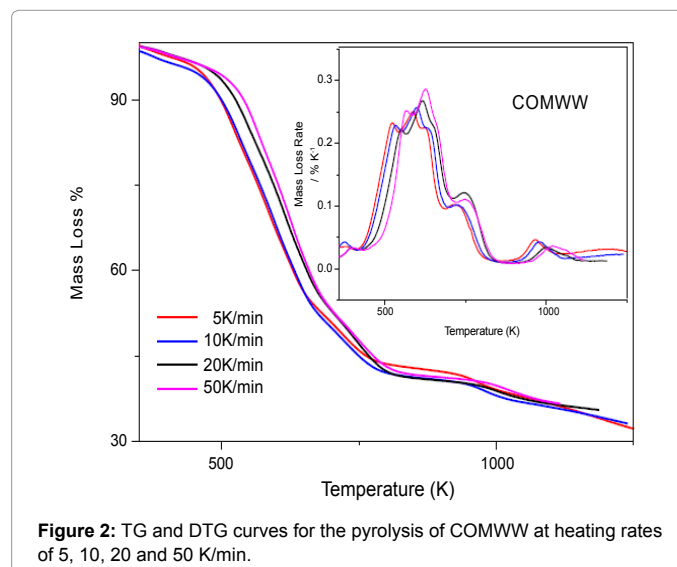 0.3
COMWW
90
Mass Loss Rate
/ % K⁻¹
0.2
Mass Loss %
0.1
60
0.0
5K/min
10K/min
20K/min
50K/min
500
1000
Temperature (K)
30
500
1000
Temperature (K)
Figure 2: TG and DTG curves for the pyrolysis of COMWW at heating rates
of 5, 10, 20 and 50 K/min.